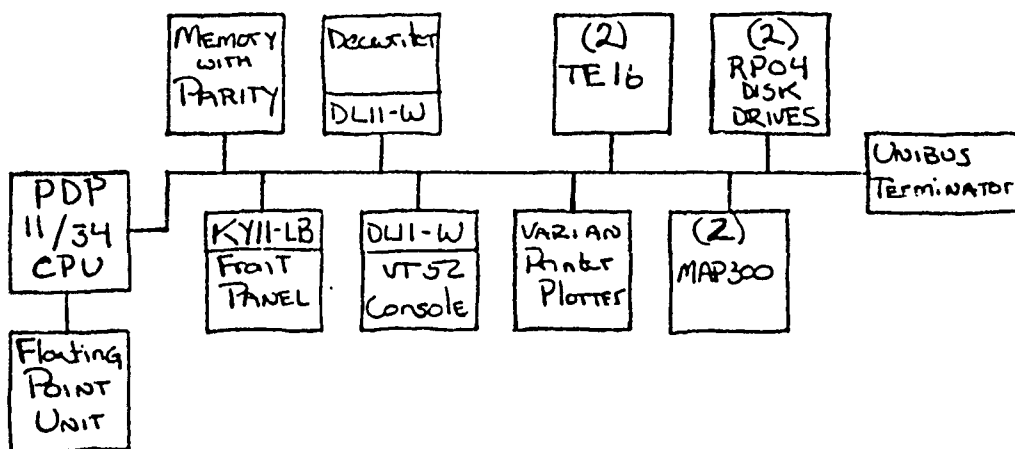 MEMORY
WITH
PARITY
Decwriter
DL11-W
(2)
TE16
(2)
RP04
DISK
DRIVES
UNIBUS
TERMINATOR
PDP
11/34
CPU
KY11-LB
FRONT
PANEL
DL11-W
VT52
Console
VARIAN
Printer
Plotter
(2)
MAP300
Floating
POINT
UNIT